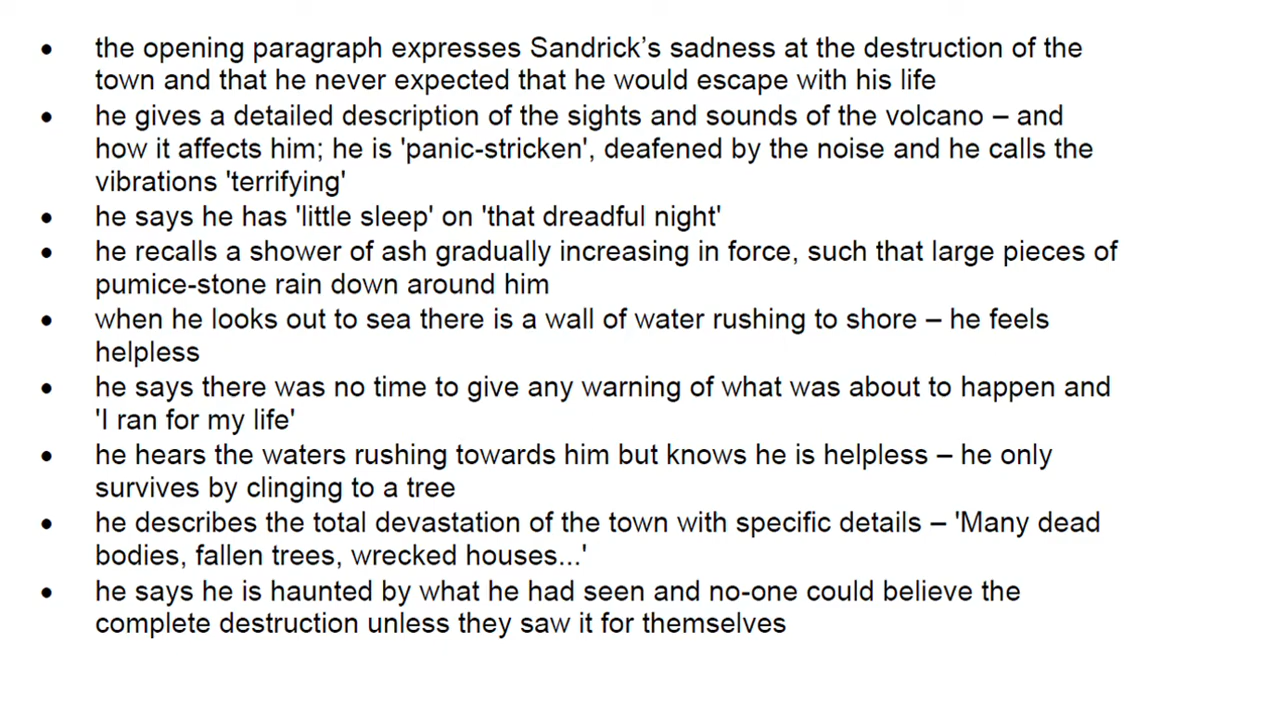 • the opening paragraph expresses Sandrick’s sadness at the destruction of the
town and that he never expected that he would escape with his life
• he gives a detailed description of the sights and sounds of the volcano – and
how it affects him; he is 'panic-stricken', deafened by the noise and he calls the
vibrations 'terrifying'
• he says he has 'little sleep' on 'that dreadful night'
• he recalls a shower of ash gradually increasing in force, such that large pieces of
pumice-stone rain down around him
• when he looks out to sea there is a wall of water rushing to shore – he feels
helpless
• he says there was no time to give any warning of what was about to happen and
'I ran for my life'
• he hears the waters rushing towards him but knows he is helpless – he only
survives by clinging to a tree
• he describes the total devastation of the town with specific details – 'Many dead
bodies, fallen trees, wrecked houses...'
• he says he is haunted by what he had seen and no-one could believe the
complete destruction unless they saw it for themselves